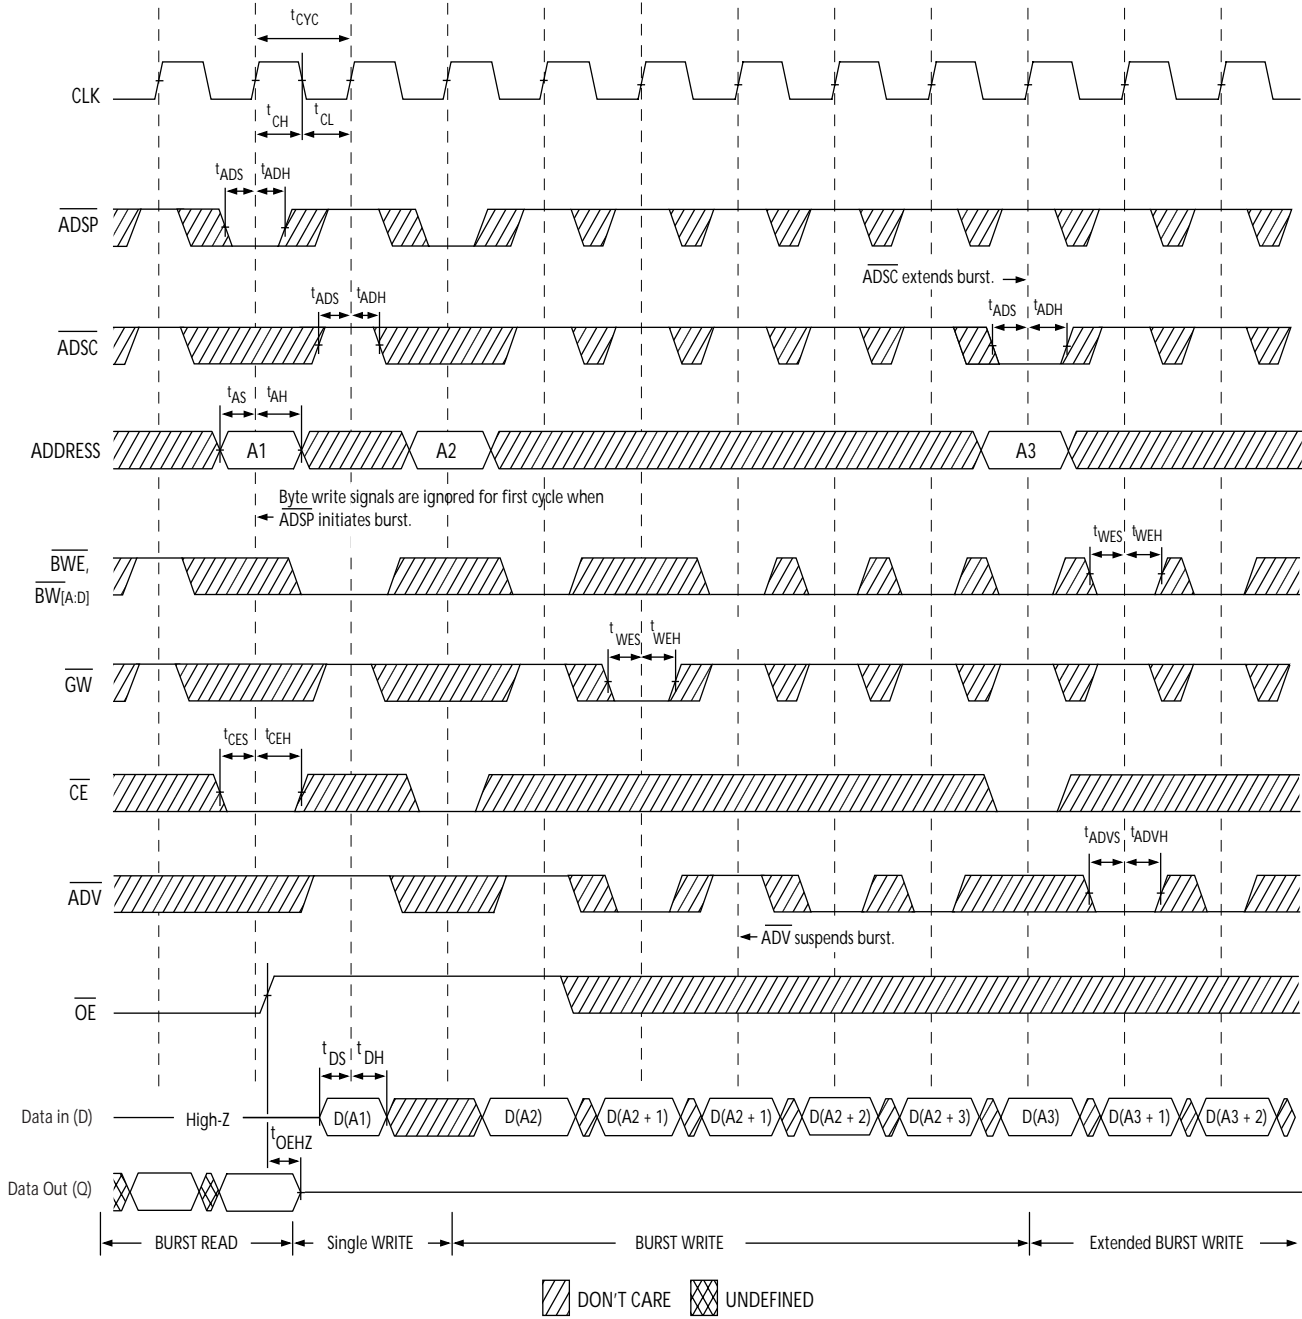 tCYC
CLK
tCH tCL
tADS tADH
ADSP
ADSC extends burst.
tADS tADH tADS tADH
ADSC
tAS tAH
ADDRESS A1 A2 A3
Byte write signals are ignored for first cycle when
ADSP initiates burst.
BWE, tWES tWEH
BW[A:D]
tWES tWEH
GW
tCES tCEH
CE
tADVS tADVH
ADV
ADV suspends burst.
OE
tDS tDH
Data in (D) High-Z D(A1) D(A2) D(A2 + 1) D(A2 + 1) D(A2 + 2) D(A2 + 3) D(A3) D(A3 + 1) D(A3 + 2)
tOEHZ
Data Out (Q)
BURST READ Single WRITE BURST WRITE Extended BURST WRITE
DON'T CARE UNDEFINED